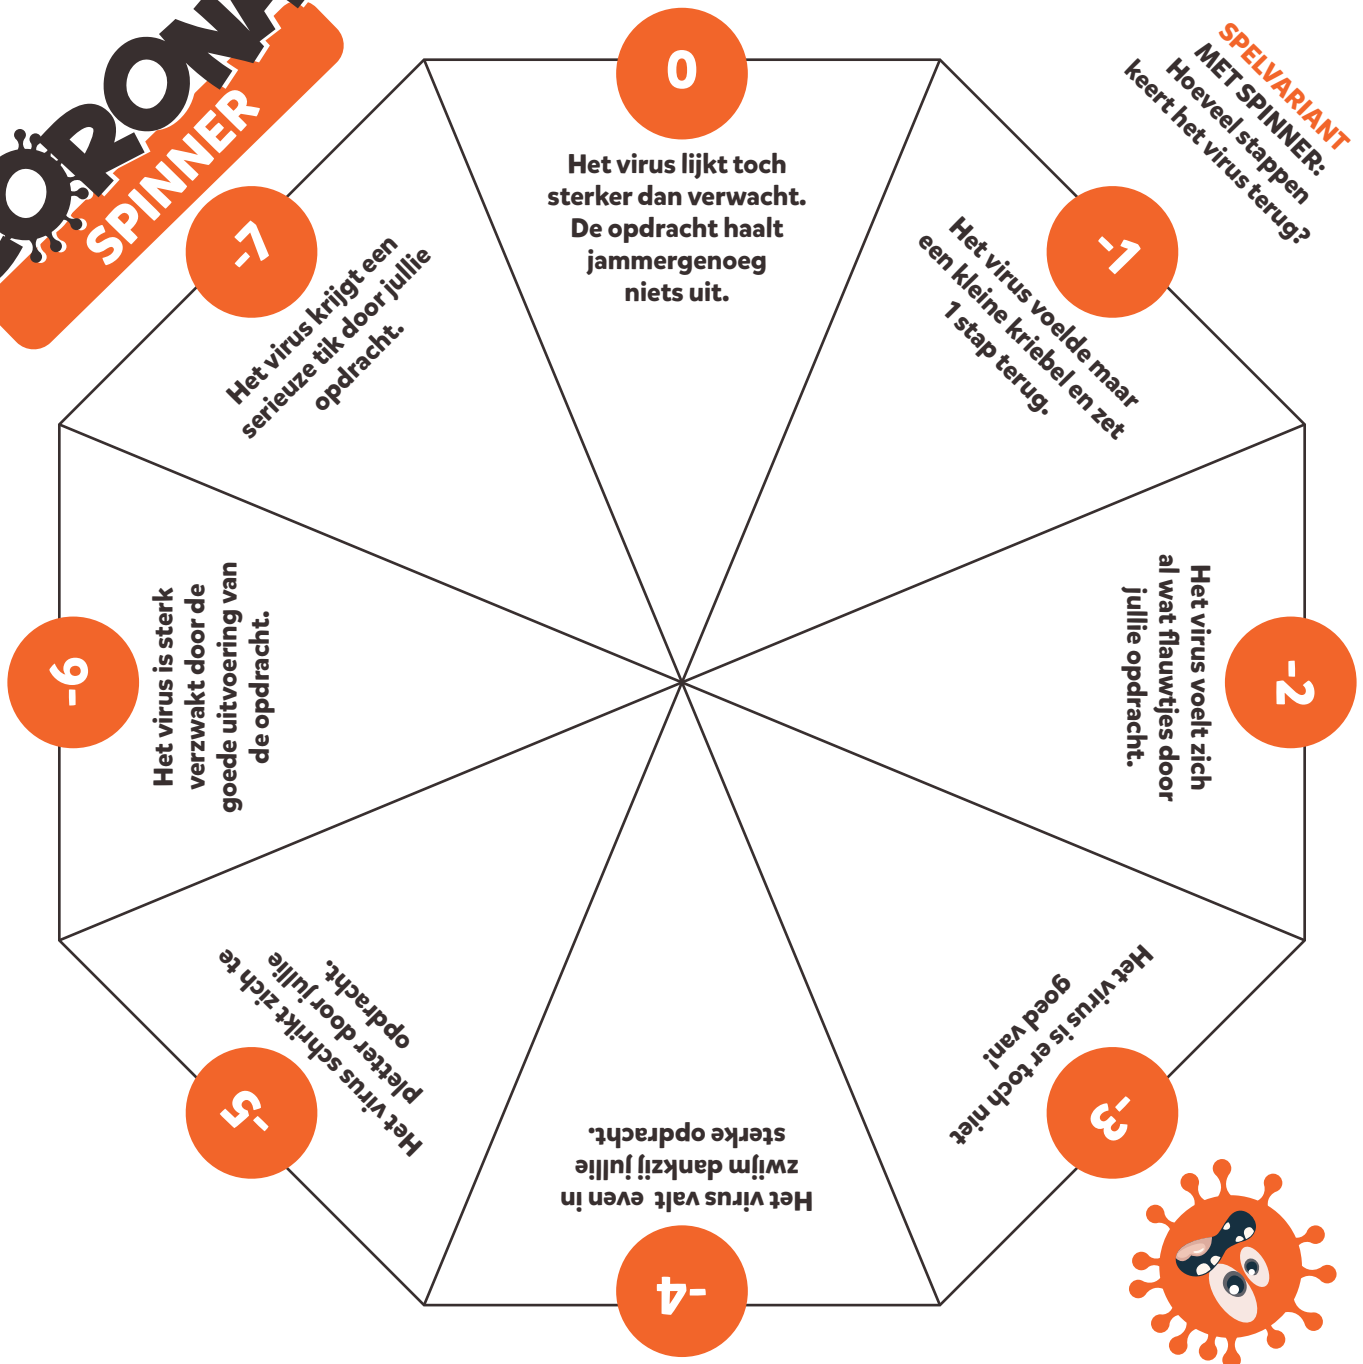 CORONA
SPINNER
SPELVARIANT
MET SPINNER:
Hoeveel stappen
keert het virus terug?
0
Het virus lijkt toch
sterker dan verwacht.
De opdracht haalt
jammergenoeg
niets uit.
-1
Het virus voelde maar
een kleine kriebel en zet
1 stap terug.
-2
Het virus voelt zich
al wat flauwtjes door
jullie opdracht.
-3
Het virus is er toch niet
goed van!
-4
Het virus valt even in
zwijm dankzij jullie
sterke opdracht.
-5
Het virus schrikt zich te
pletter door jullie
opdracht.
-6
Het virus is sterk
verzwakt door de
goede uitvoering van
de opdracht.
-7
Het virus krijgt een
serieuze tik door jullie
opdracht.